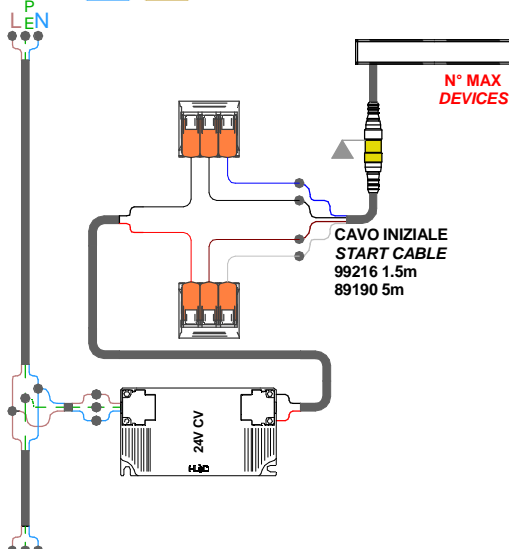 P
L E N
N° MAX
DEVICES
CAVO INIZIALE
START CABLE
99216 1.5m
89190 5m
24V CV